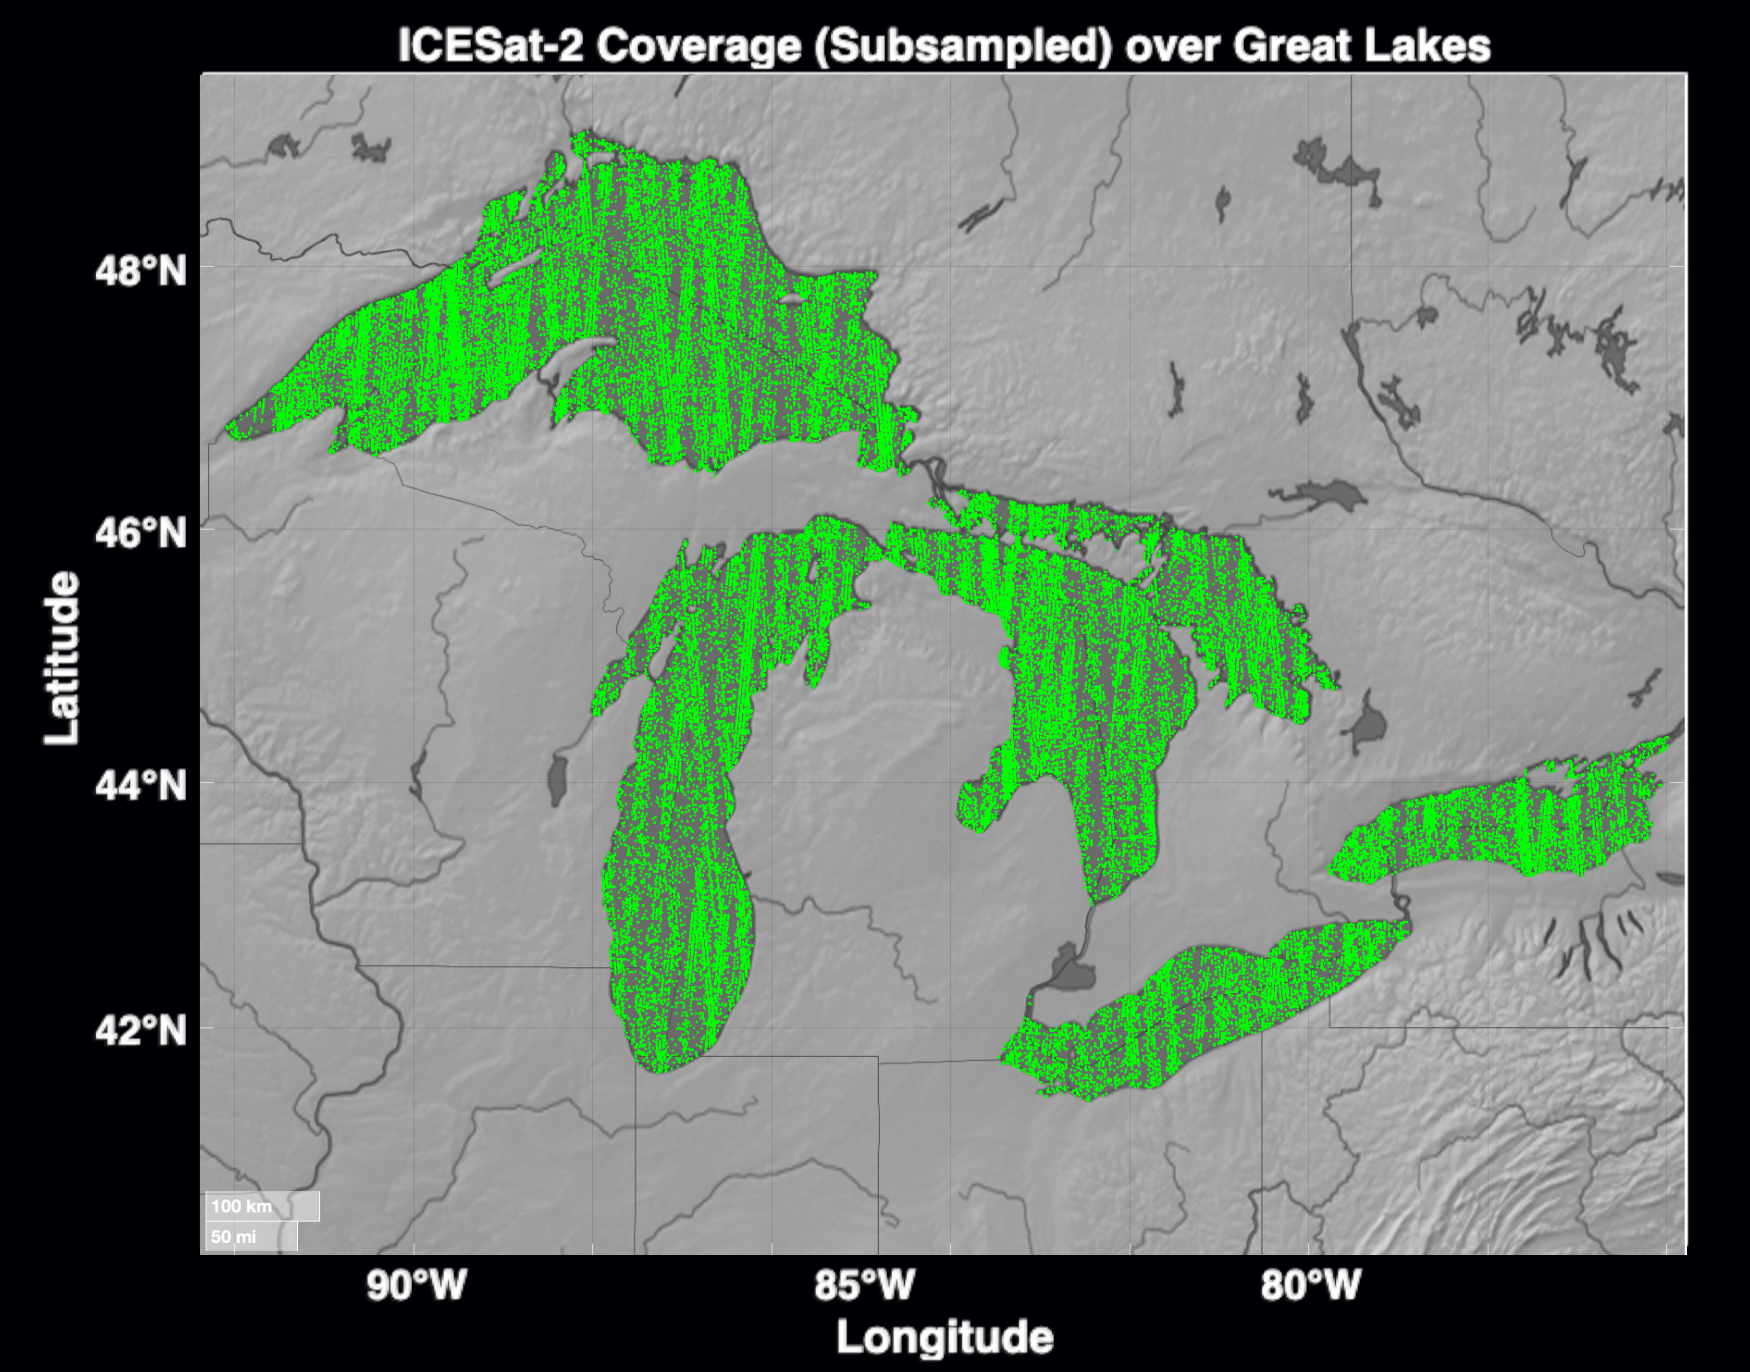 ICESat-2 Coverage (Subsampled) over Great Lakes
48°N
46°N
44°N
42°N
Latitude
100 km
50 mi
90°W
85°W
80°W
Longitude